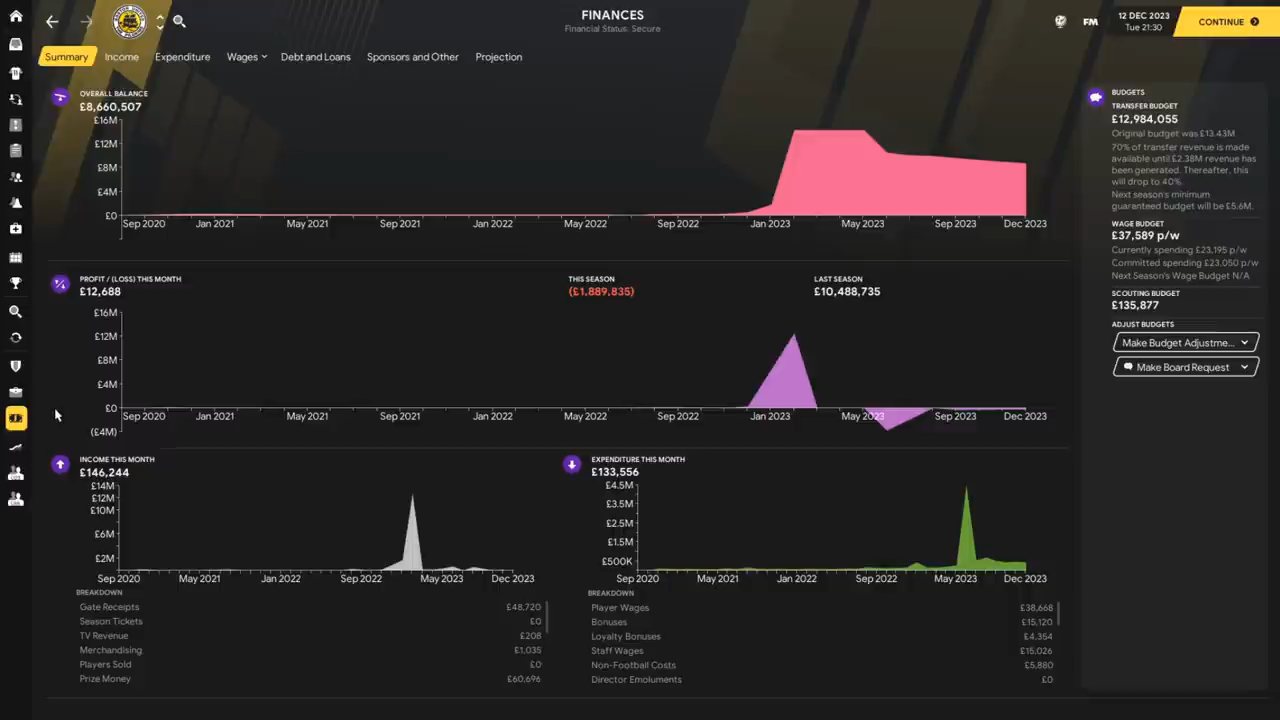 FINANCES
Financial Status: Secure
FM
12 DEC 2023
Tue 21:30
CONTINUE
Summary
Income
Expenditure
Wages
Debt and Loans
Sponsors and Other
Projection
OVERALL BALANCE
£8,660,507
£16M
£12M
£8M
£4M
£0
Sep 2020 Jan 2021 May 2021 Sep 2021 Jan 2022 May 2022 Sep 2022 Jan 2023 May 2023 Sep 2023 Dec 2023
PROFIT / (LOSS) THIS MONTH
£12,688
THIS SEASON
(£1,889,835)
LAST SEASON
£10,488,735
£16M
£12M
£8M
£4M
£0
(£4M)
Sep 2020 Jan 2021 May 2021 Sep 2021 Jan 2022 May 2022 Sep 2022 Jan 2023 May 2023 Sep 2023 Dec 2023
INCOME THIS MONTH
£146,244
£14M
£12M
£10M
£6M
£2M
Sep 2020 May 2021 Jan 2022 Sep 2022 May 2023 Dec 2023
BREAKDOWN
Gate Receipts £48,720
Season Tickets £0
TV Revenue £208
Merchandising £1,035
Players Sold £0
Prize Money £60,696
EXPENDITURE THIS MONTH
£133,556
£4.5M
£3.5M
£2.5M
£1.5M
£500K
Sep 2020 May 2021 Jan 2022 Sep 2022 May 2023 Dec 2023
BREAKDOWN
Player Wages £38,668
Bonuses £15,120
Loyalty Bonuses £4,354
Staff Wages £15,026
Non-Football Costs £5,880
Director Emoluments £0
BUDGETS
TRANSFER BUDGET
£12,984,055
Original budget was £13.43M
70% of transfer revenue is made
available until £2.38M revenue has
been generated. Thereafter, this
will drop to 40%.
Next season's minimum
guaranteed budget will be £5.6M.
WAGE BUDGET
£37,589 p/w
Currently spending £23,195 p/w
Committed spending £23,050 p/w
Next Season's Wage Budget N/A
SCOUTING BUDGET
£135,877
ADJUST BUDGETS
Make Budget Adjustme...
Make Board Request